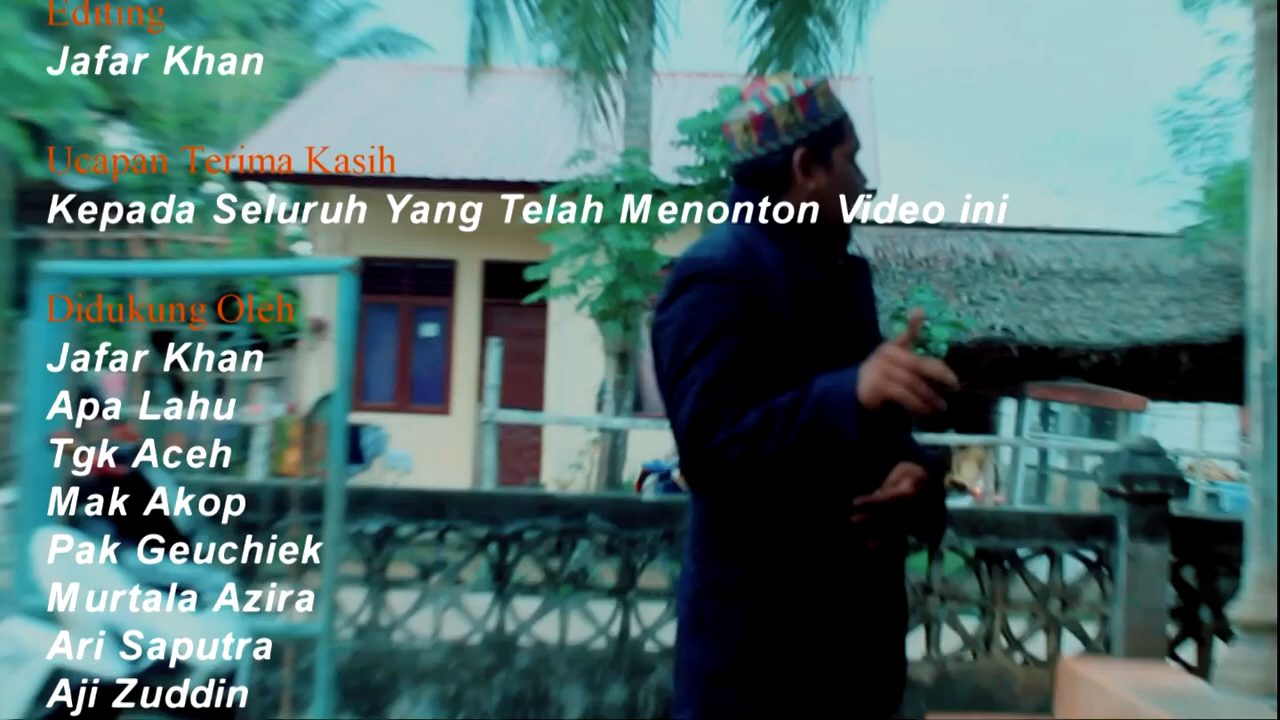 Editing
Jafar Khan
Ucapan Terima Kasih
Kepada Seluruh Yang Telah Menonton Video ini
Didukung Oleh
Jafar Khan
Apa Lahu
Tgk Aceh
Mak Akop
Pak Geuchiek
Murtala Azira
Ari Saputra
Aji Zuddin